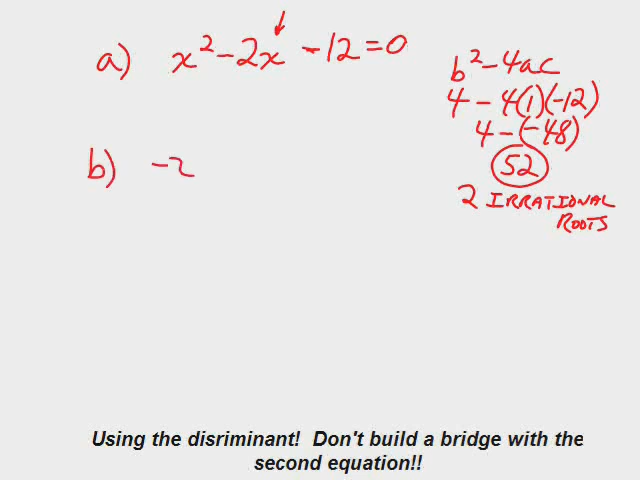 a) x² - 2x - 12 = 0
b² - 4ac
4 - 4(1)(-12)
4 - (-48)
52
2 IRRATIONAL
ROOTS
b) -2
Using the disriminant! Don't build a bridge with the
second equation!!